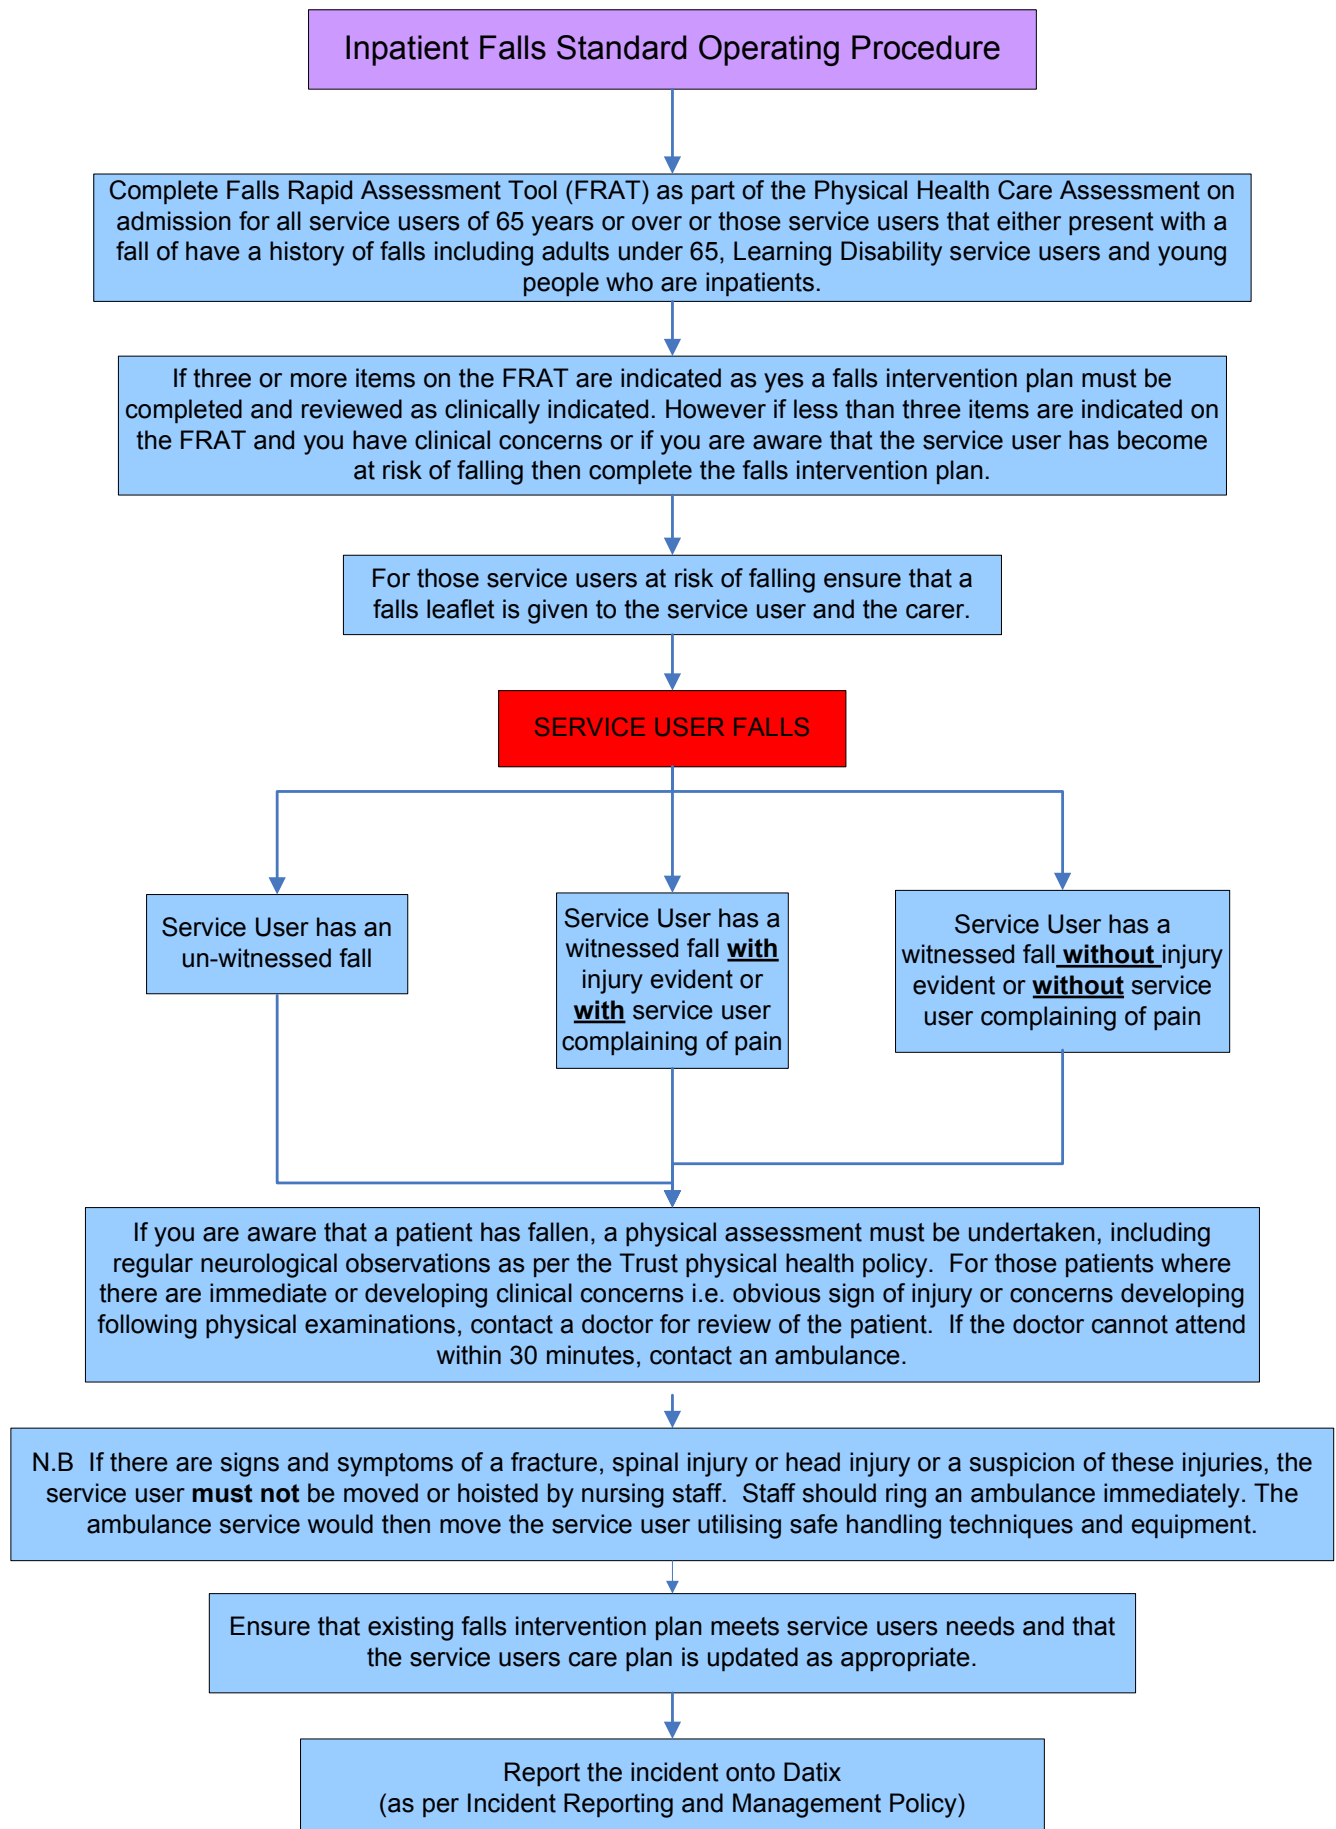 Inpatient Falls Standard Operating Procedure
Complete Falls Rapid Assessment Tool (FRAT) as part of the Physical Health Care Assessment on
admission for all service users of 65 years or over or those service users that either present with a
fall of have a history of falls including adults under 65, Learning Disability service users and young
people who are inpatients.
If three or more items on the FRAT are indicated as yes a falls intervention plan must be
completed and reviewed as clinically indicated. However if less than three items are indicated on
the FRAT and you have clinical concerns or if you are aware that the service user has become
at risk of falling then complete the falls intervention plan.
For those service users at risk of falling ensure that a
falls leaflet is given to the service user and the carer.
SERVICE USER FALLS
Service User has an
un-witnessed fall
Service User has a
witnessed fall with
injury evident or
with service user
complaining of pain
Service User has a
witnessed fall without injury
evident or without service
user complaining of pain
If you are aware that a patient has fallen, a physical assessment must be undertaken, including
regular neurological observations as per the Trust physical health policy.  For those patients where
there are immediate or developing clinical concerns i.e. obvious sign of injury or concerns developing
following physical examinations, contact a doctor for review of the patient.  If the doctor cannot attend
within 30 minutes, contact an ambulance.
N.B  If there are signs and symptoms of a fracture, spinal injury or head injury or a suspicion of these injuries, the
service user must not be moved or hoisted by nursing staff.  Staff should ring an ambulance immediately. The
ambulance service would then move the service user utilising safe handling techniques and equipment.
Ensure that existing falls intervention plan meets service users needs and that
the service users care plan is updated as appropriate.
Report the incident onto Datix
(as per Incident Reporting and Management Policy)